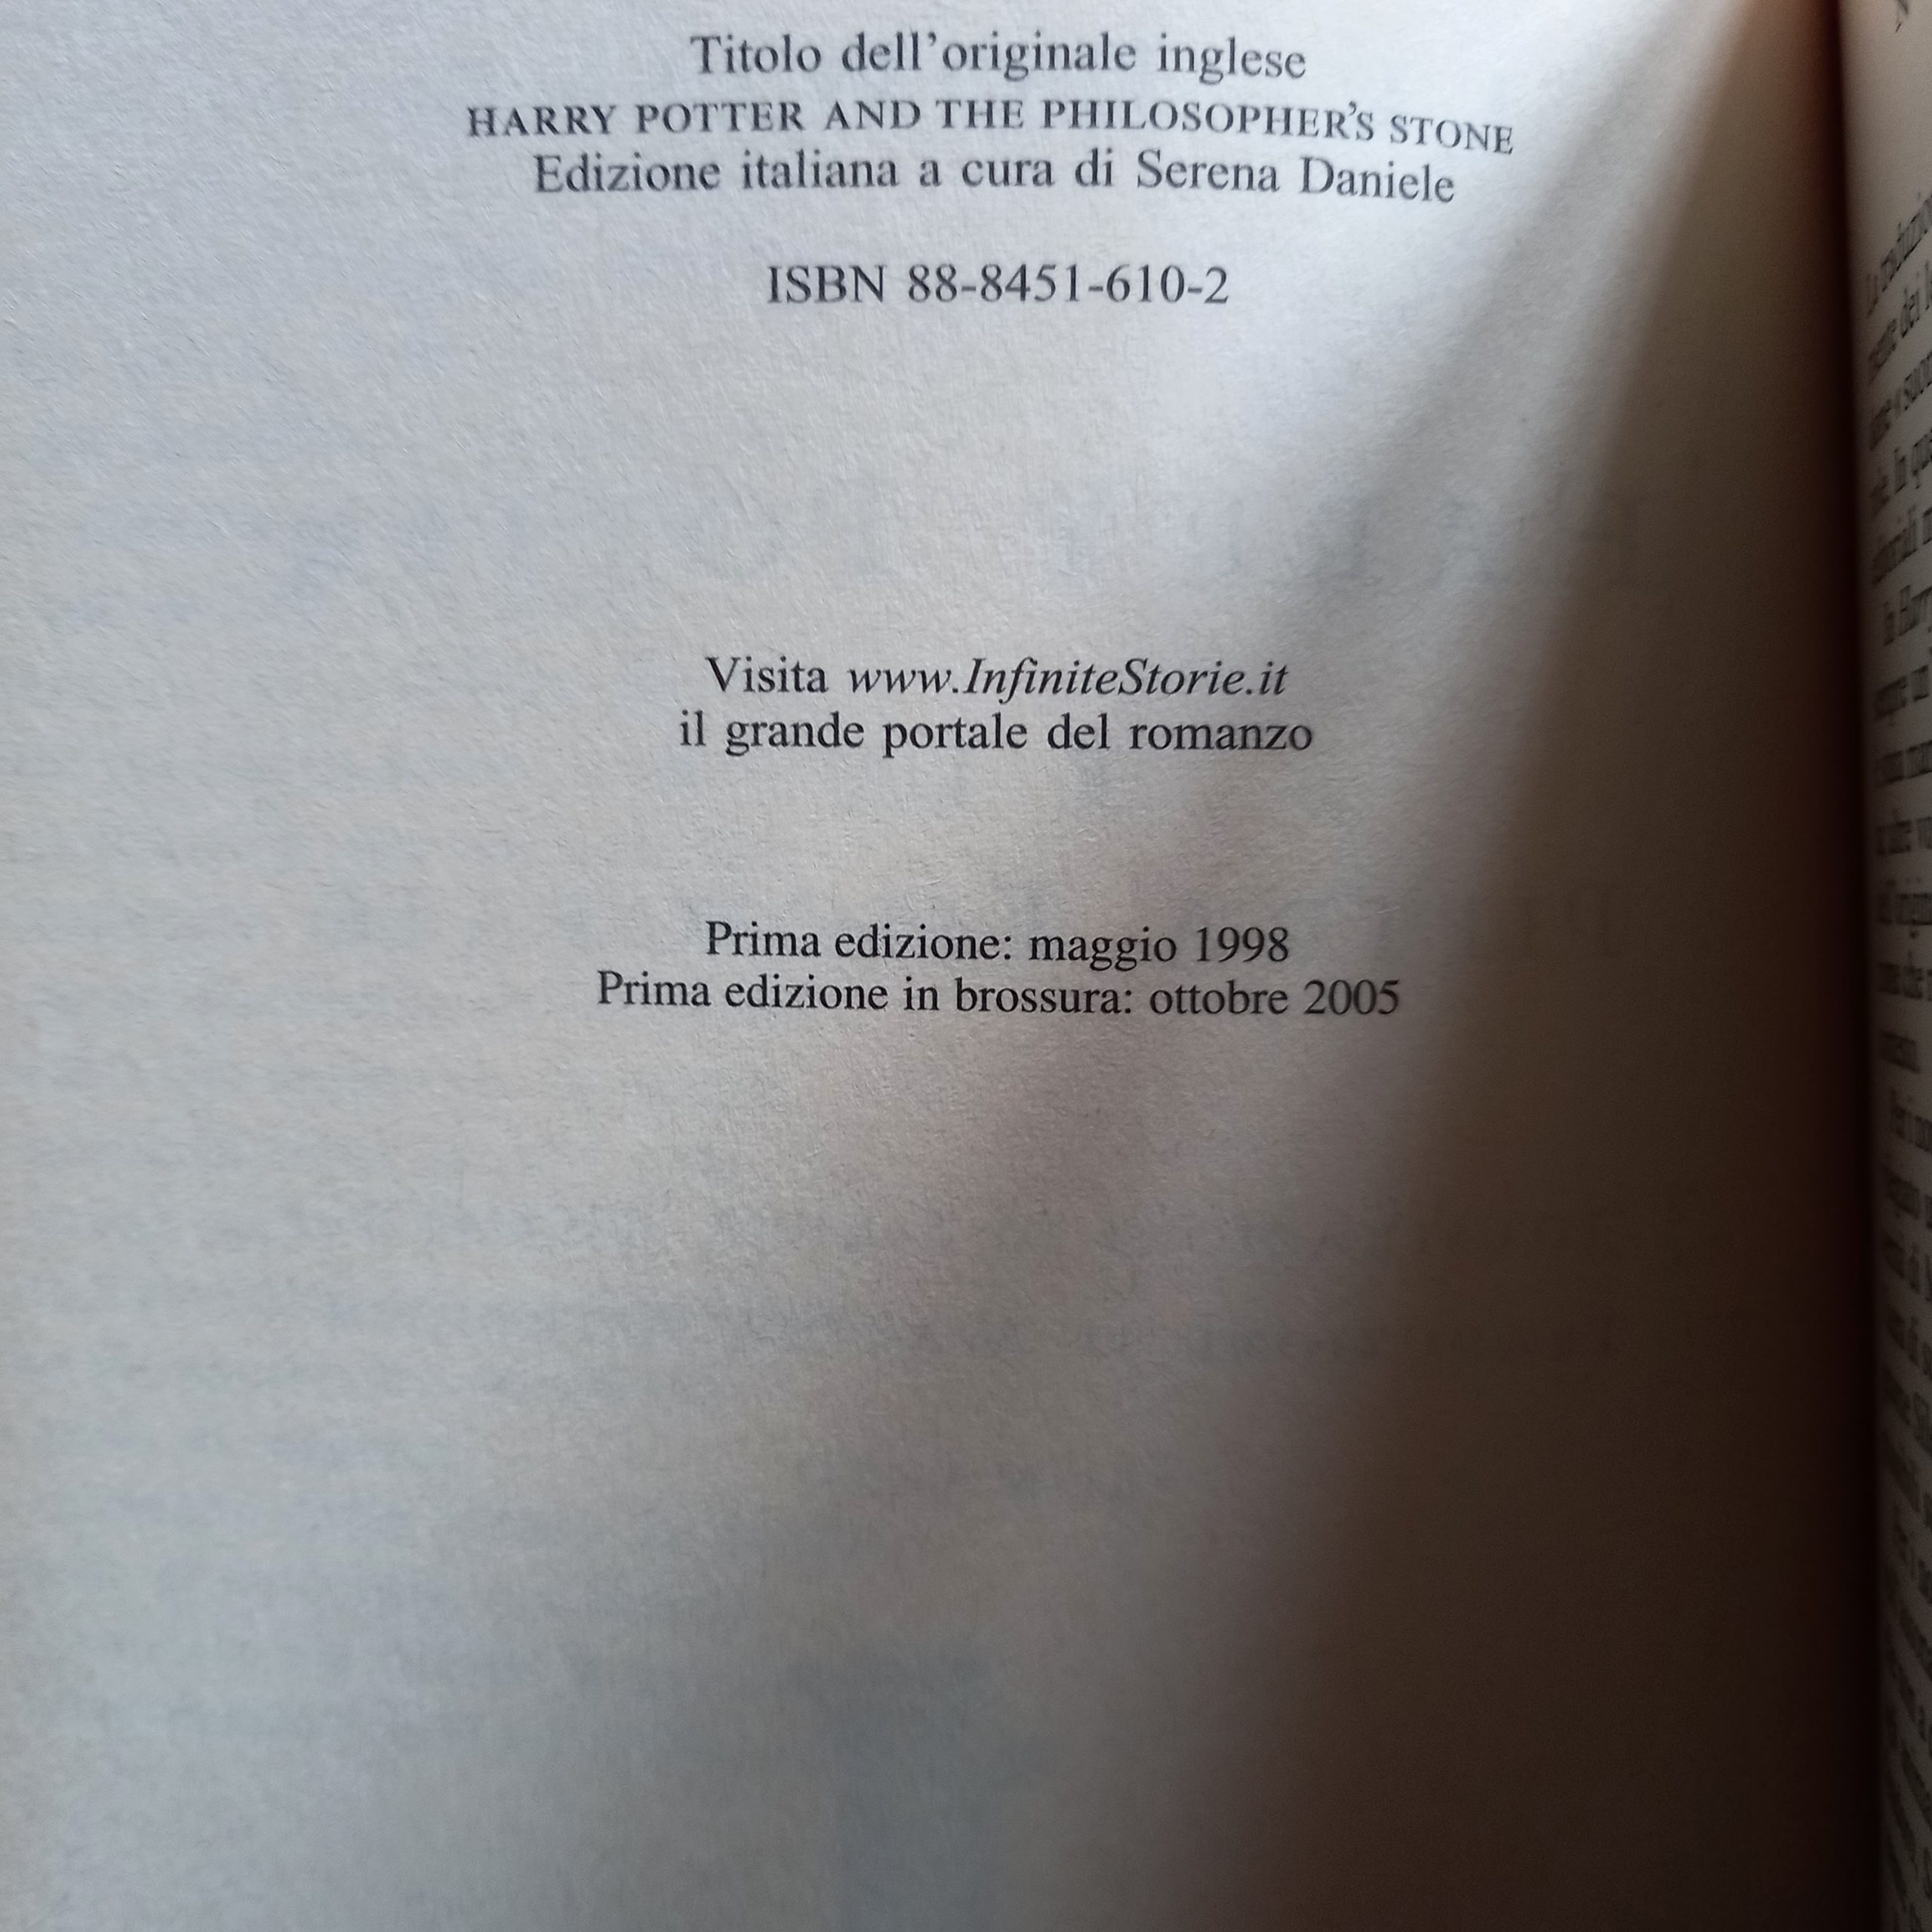 Titolo dell'originale inglese
HARRY POTTER AND THE PHILOSOPHER'S STONE
Edizione italiana a cura di Serena Daniele
ISBN 88-8451-610-2
Visita www.InfiniteStorie.it
il grande portale del romanzo
Prima edizione: maggio 1998
Prima edizione in brossura: ottobre 2005